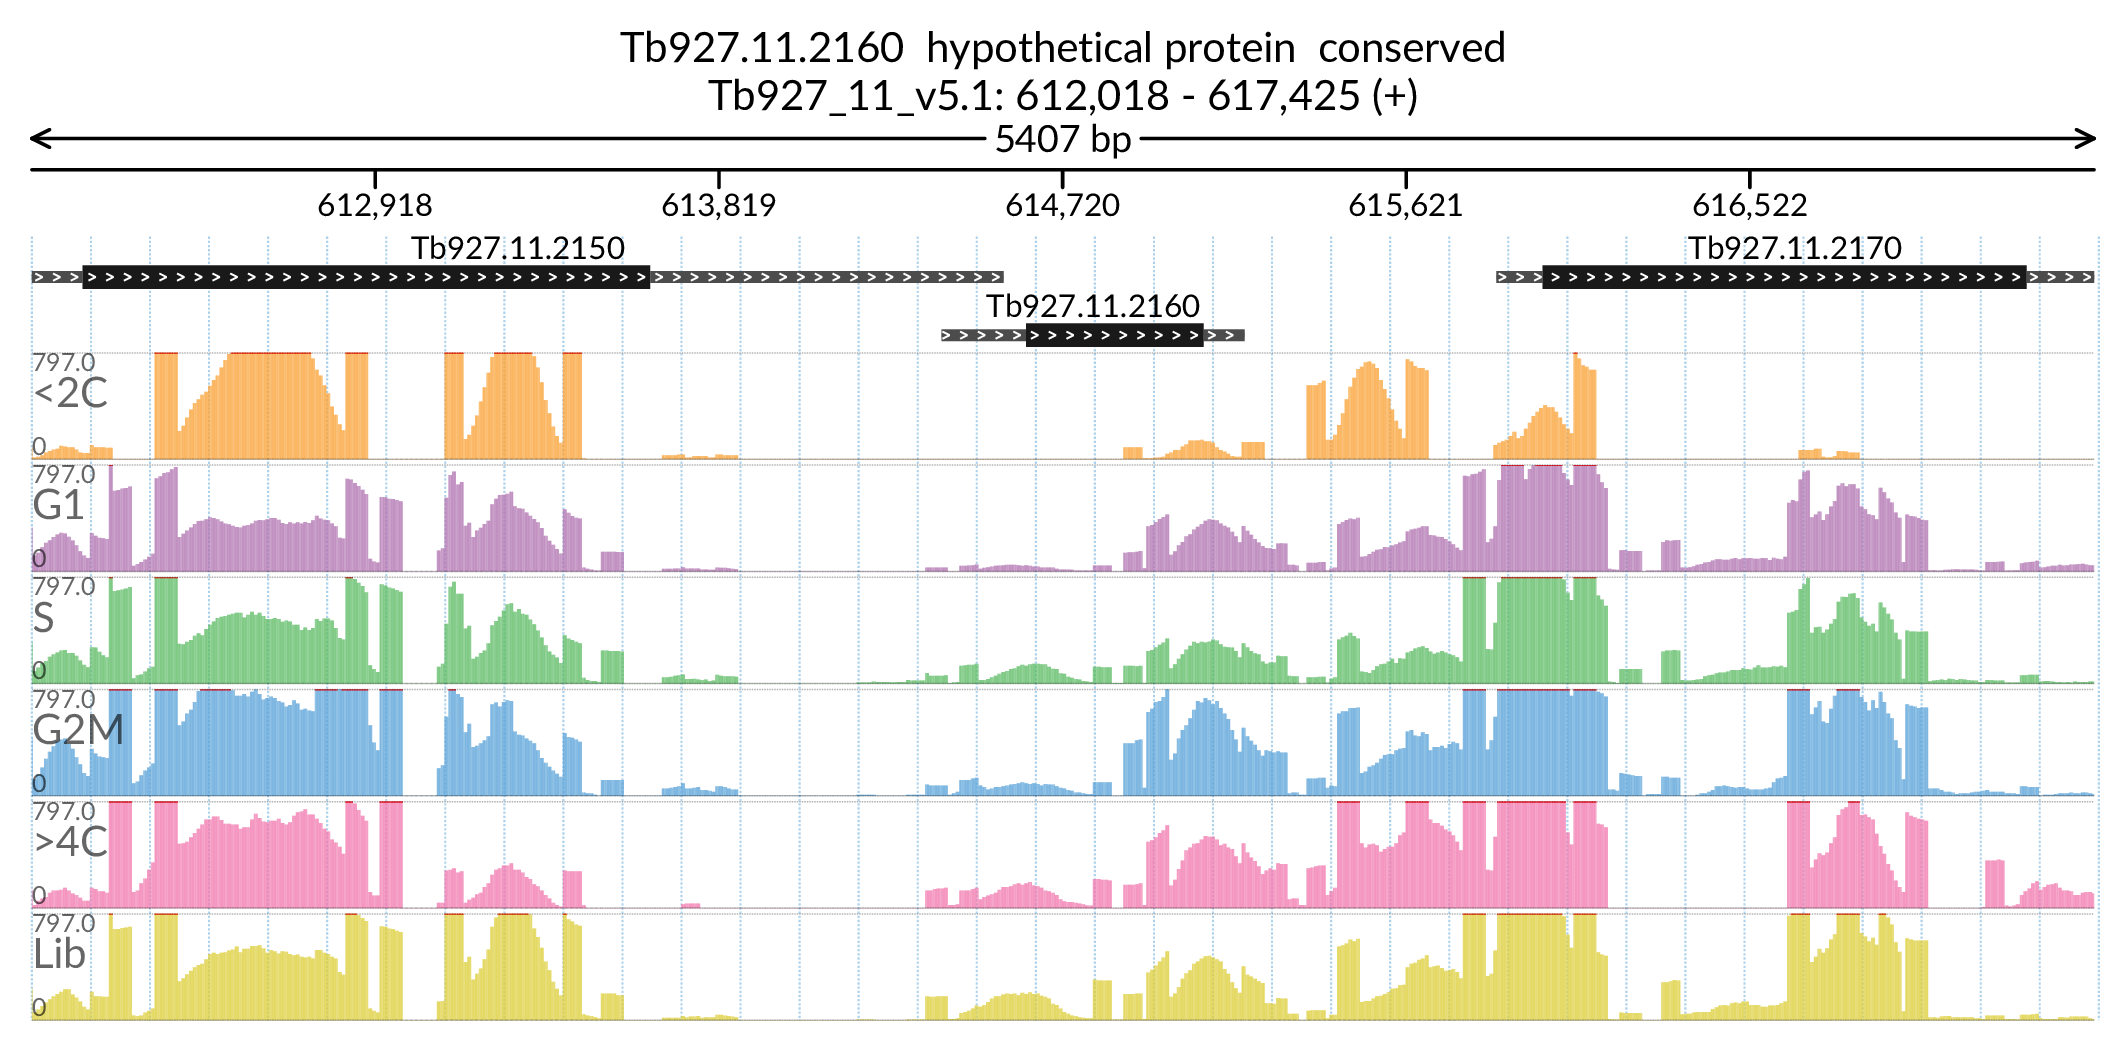 Tb927.11.2160 hypothetical protein conserved
Tb927_11_v5.1: 612,018 - 617,425 (+)
5407 bp
612,918 613,819 614,720 615,621 616,522
Tb927.11.2150 Tb927.11.2170
Tb927.11.2160
797.0
<2C
0
797.0
G1
0
797.0
S
0
797.0
G2M
0
797.0
>4C
0
797.0
Lib
0